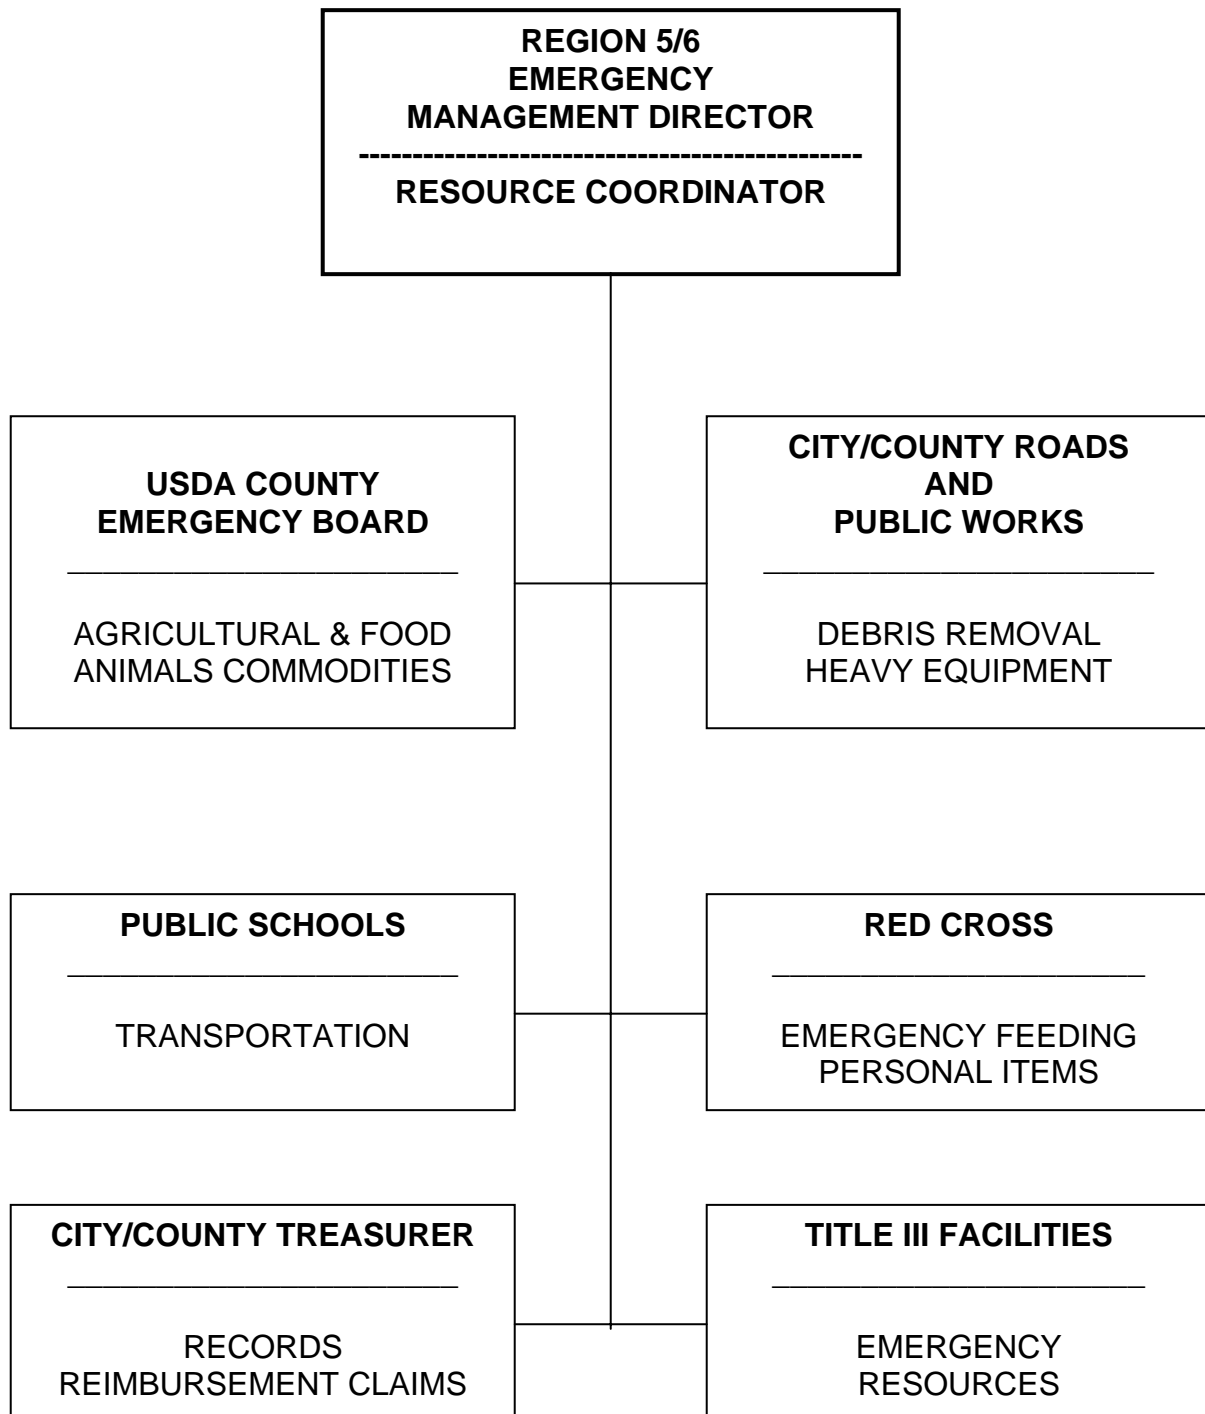 REGION 5/6
EMERGENCY
MANAGEMENT DIRECTOR
-----------------------------------------------
RESOURCE COORDINATOR
USDA COUNTY
EMERGENCY BOARD
AGRICULTURAL & FOOD
ANIMALS COMMODITIES
CITY/COUNTY ROADS
AND
PUBLIC WORKS
DEBRIS REMOVAL
HEAVY EQUIPMENT
PUBLIC SCHOOLS
TRANSPORTATION
RED CROSS
EMERGENCY FEEDING
PERSONAL ITEMS
CITY/COUNTY TREASURER
RECORDS
REIMBURSEMENT CLAIMS
TITLE III FACILITIES
EMERGENCY
RESOURCES